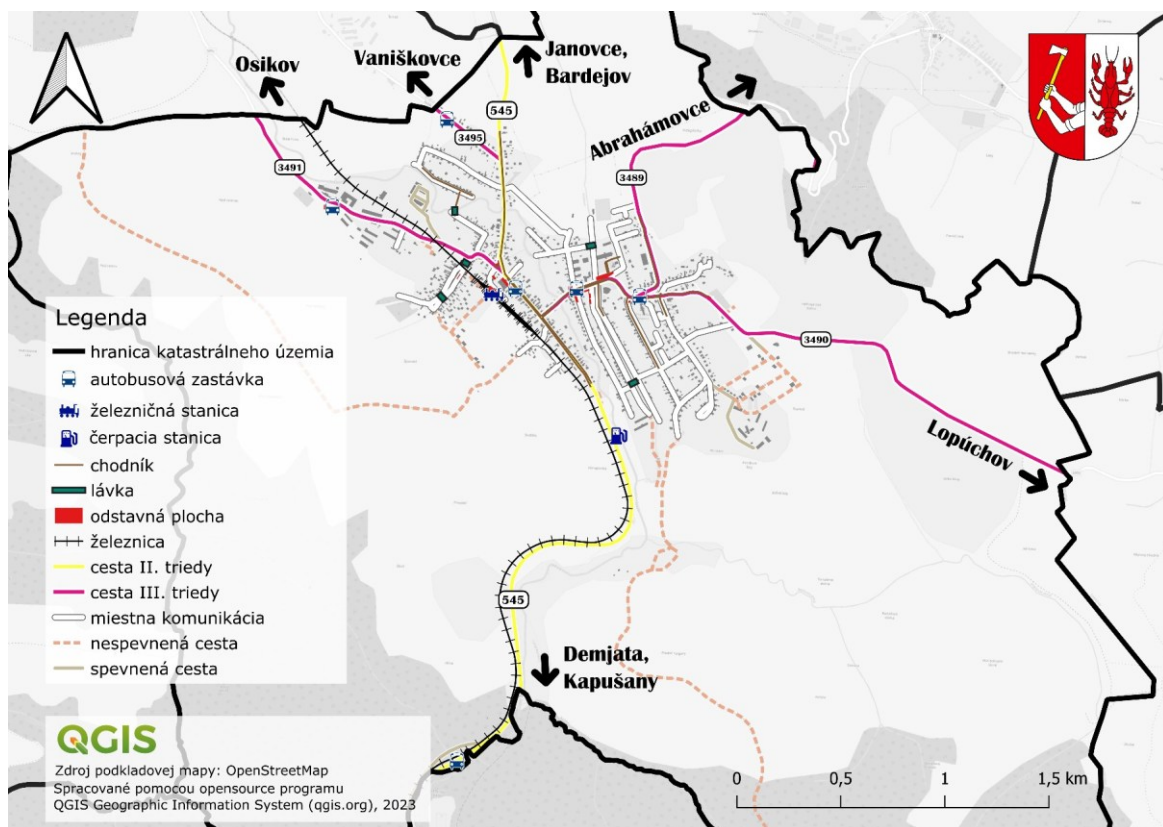 Osikov
Vaniškovce
Janovce,
Bardejov
Abrahámovce
545
3495
3491
3489
3490
Lopúchov
545
Demjata,
Kapušany
Legenda
hranica katastrálneho územia
autobusová zastávka
železničná stanica
čerpacia stanica
chodník
lávka
odstavná plocha
železnica
cesta II. triedy
cesta III. triedy
miestna komunikácia
nespevnená cesta
spevnená cesta
QGIS
Zdroj podkladovej mapy: OpenStreetMap
Spracované pomocou opensource programu
QGIS Geographic Information System (qgis.org), 2023
0 0,5 1 1,5 km